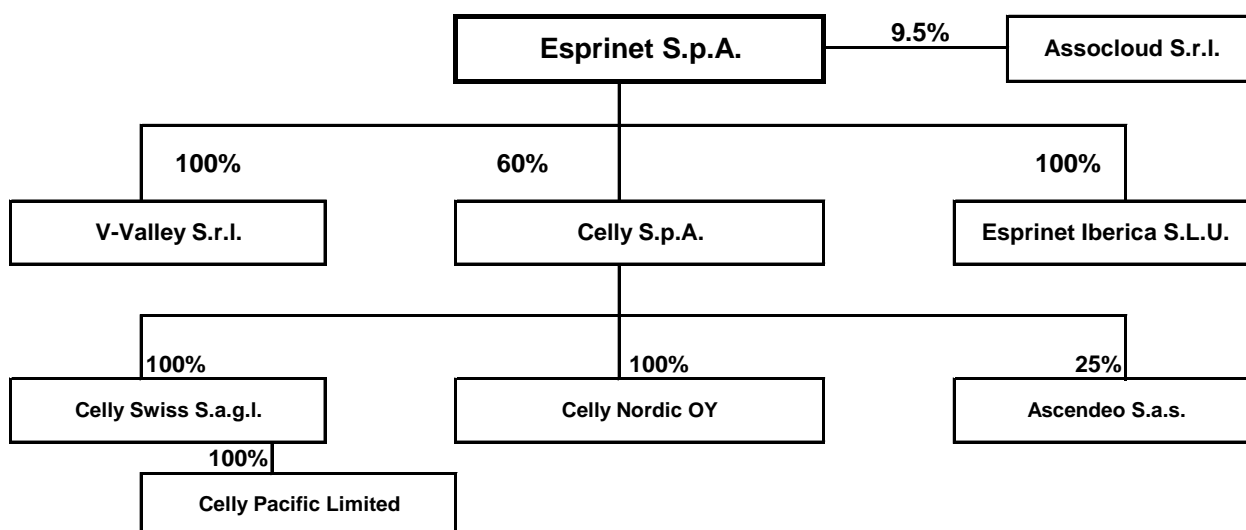 Esprinet S.p.A.
9.5%
Assocloud S.r.l.
100%
60%
100%
V-Valley S.r.l.
Celly S.p.A.
Esprinet Iberica S.L.U.
100%
100%
25%
Celly Swiss S.a.g.l.
Celly Nordic OY
Ascendeo S.a.s.
100%
Celly Pacific Limited